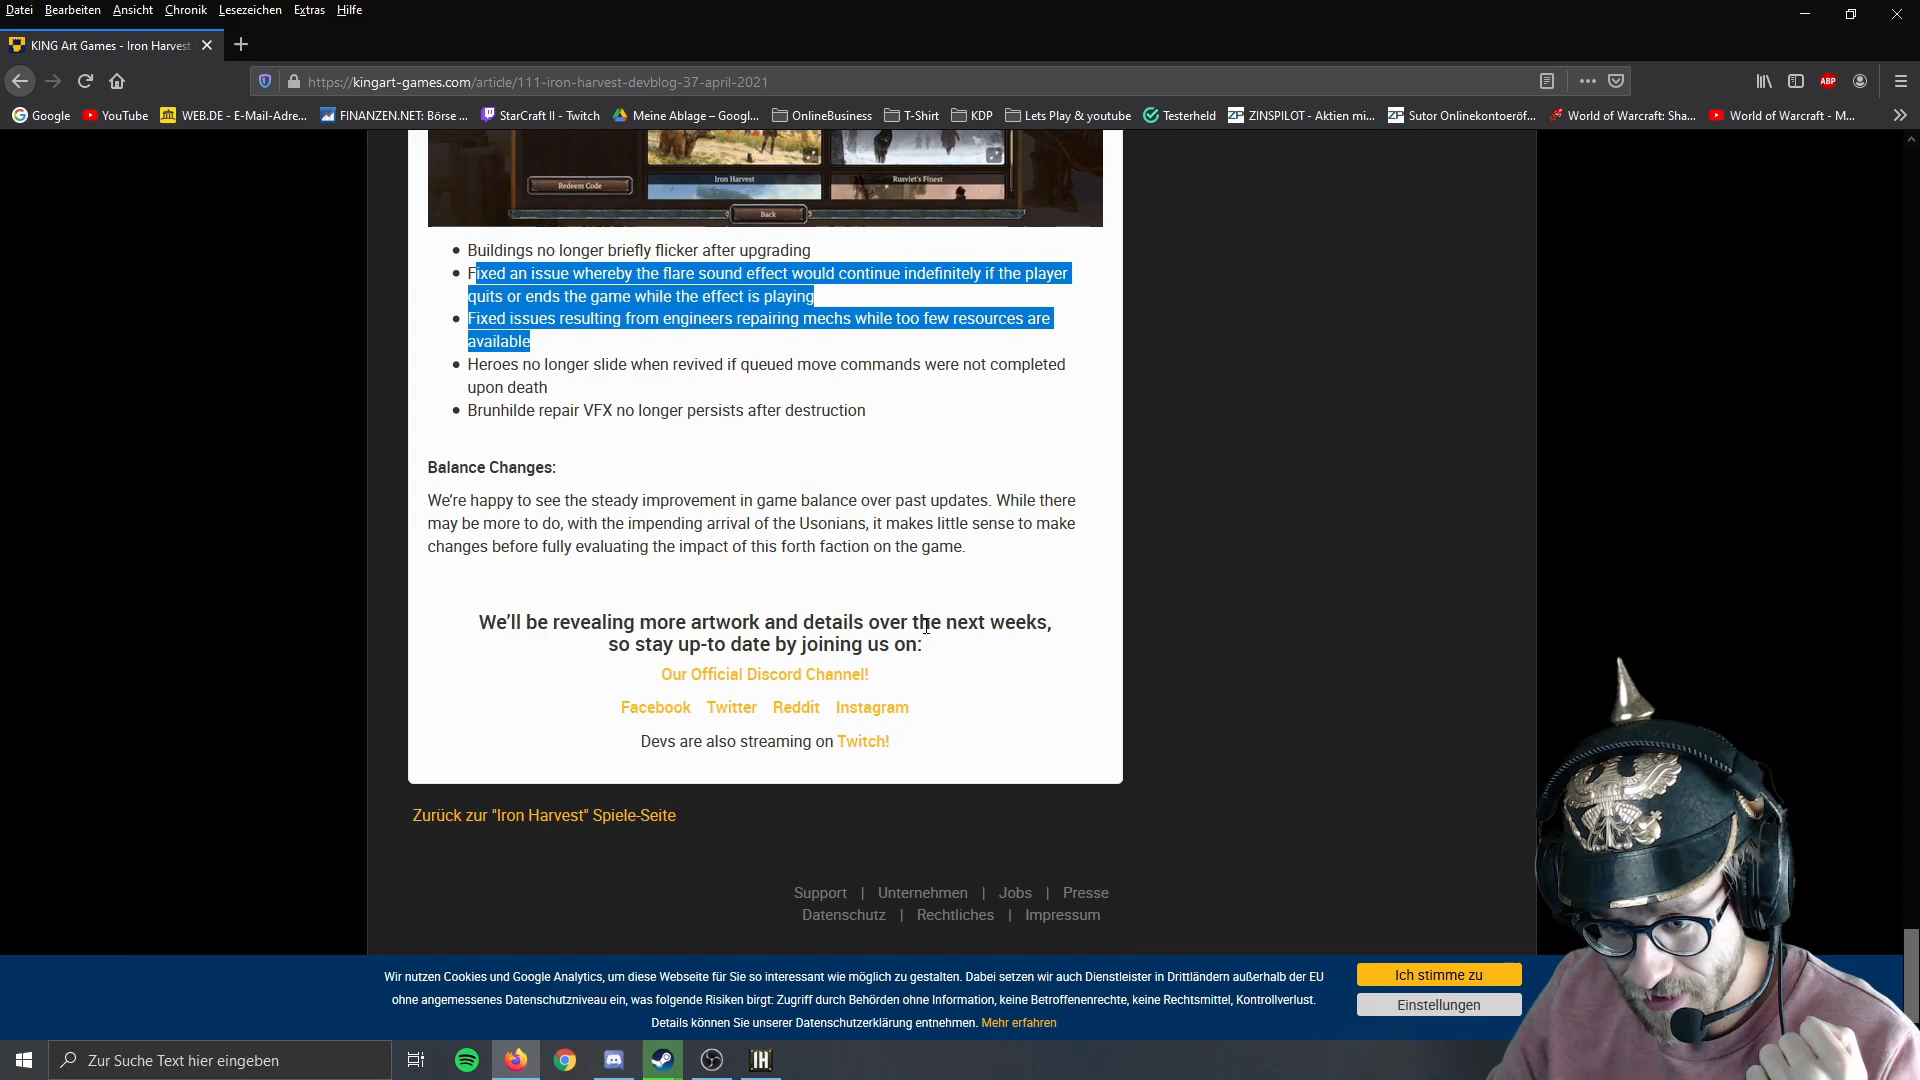 Datei Bearbeiten Ansicht Chronik Lesezeichen Extras Hilfe
KING Art Games - Iron Harvest
https://kingart-games.com/article/111-iron-harvest-devblog-37-april-2021
ABP
Google YouTube WEB.DE - E-Mail-Adre... FINANZEN.NET: Börse ... StarCraft II - Twitch Meine Ablage – Googl... OnlineBusiness T-Shirt KDP Lets Play & youtube Testerheld ZP ZINSPILOT - Aktien mi... ZP Sutor Onlinekontoeröf... World of Warcraft: Sha... World of Warcraft - M...
Iron Harvest Rusviet's Finest
Redeem Code
Back
• Buildings no longer briefly flicker after upgrading
• Fixed an issue whereby the flare sound effect would continue indefinitely if the player
quits or ends the game while the effect is playing
• Fixed issues resulting from engineers repairing mechs while too few resources are
available
• Heroes no longer slide when revived if queued move commands were not completed
upon death
• Brunhilde repair VFX no longer persists after destruction
Balance Changes:
We're happy to see the steady improvement in game balance over past updates. While there
may be more to do, with the impending arrival of the Usonians, it makes little sense to make
changes before fully evaluating the impact of this forth faction on the game.
We'll be revealing more artwork and details over the next weeks,
so stay up-to date by joining us on:
Our Official Discord Channel!
Facebook Twitter Reddit Instagram
Devs are also streaming on Twitch!
Zurück zur "Iron Harvest" Spiele-Seite
Support | Unternehmen | Jobs | Presse
Datenschutz | Rechtliches | Impressum
Wir nutzen Cookies und Google Analytics, um diese Webseite für Sie so interessant wie möglich zu gestalten. Dabei setzen wir auch Dienstleister in Drittländern außerhalb der EU
ohne angemessenes Datenschutzniveau ein, was folgende Risiken birgt: Zugriff durch Behörden ohne Information, keine Betroffenenrechte, keine Rechtsmittel, Kontrollverlust.
Details können Sie unserer Datenschutzerklärung entnehmen. Mehr erfahren
Ich stimme zu
Einstellungen
Zur Suche Text hier eingeben
IH